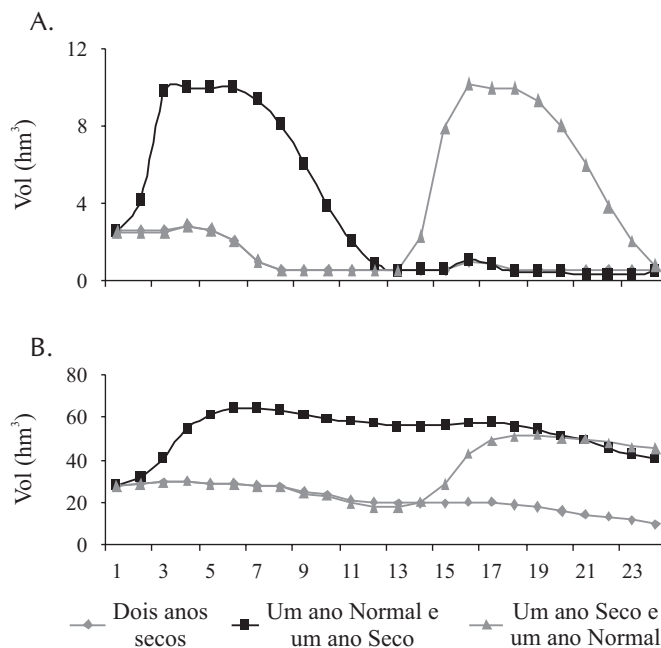 A.
12
8
4
0
Vol (hm³)
B.
80
60
40
20
0
Vol (hm³)
1 3 5 7 9 11 13 15 17 19 21 23
Dois anos
secos
Um ano Normal e
um ano Seco
Um ano Seco e
um ano Normal